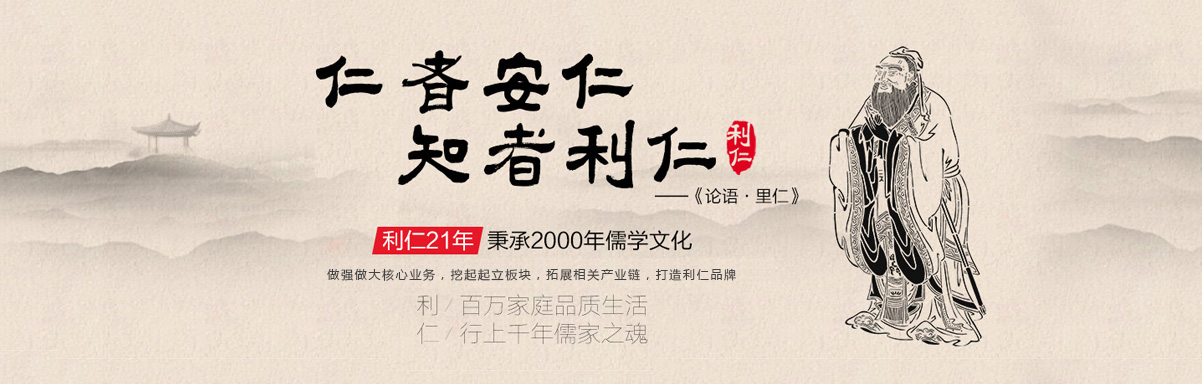 仁者安仁
知者利仁
利仁
——《论语·里仁》
利仁21年 秉承2000年儒学文化
做强做大核心业务，挖起起立板块，拓展相关产业链，打造利仁品牌
利/百万家庭品质生活
仁/行上千年儒家之魂